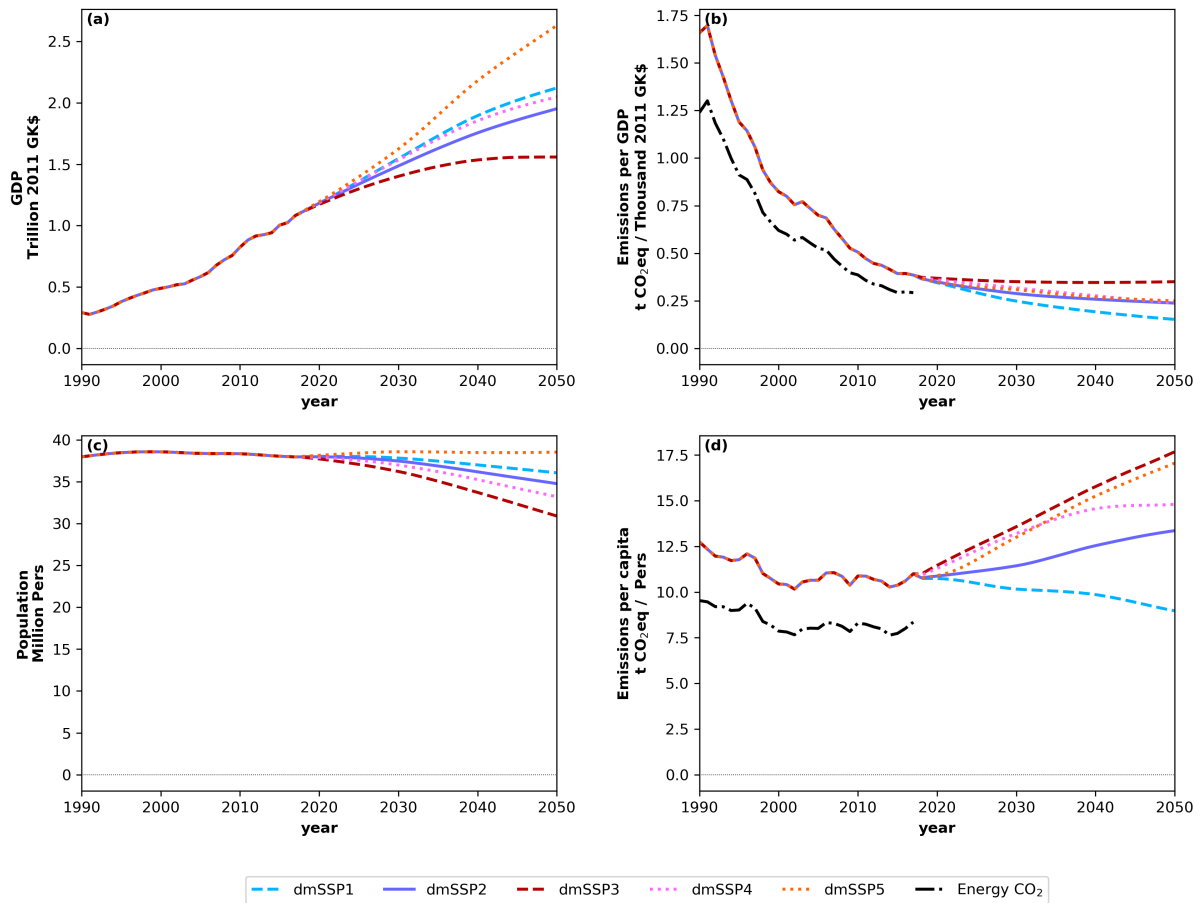 (a)
GDP
Trillion 2011 GK$
2.5
2.0
1.5
1.0
0.5
0.0
1990 2000 2010 2020 2030 2040 2050
year
(b)
Emissions per GDP
t CO₂eq / Thousand 2011 GK$
1.75
1.50
1.25
1.00
0.75
0.50
0.25
0.00
1990 2000 2010 2020 2030 2040 2050
year
(c)
Population
Million Pers
40
35
30
25
20
15
10
5
0
1990 2000 2010 2020 2030 2040 2050
year
(d)
Emissions per capita
t CO₂eq / Pers
17.5
15.0
12.5
10.0
7.5
5.0
2.5
0.0
1990 2000 2010 2020 2030 2040 2050
year
dmSSP1 dmSSP2 dmSSP3 dmSSP4 dmSSP5 Energy CO₂